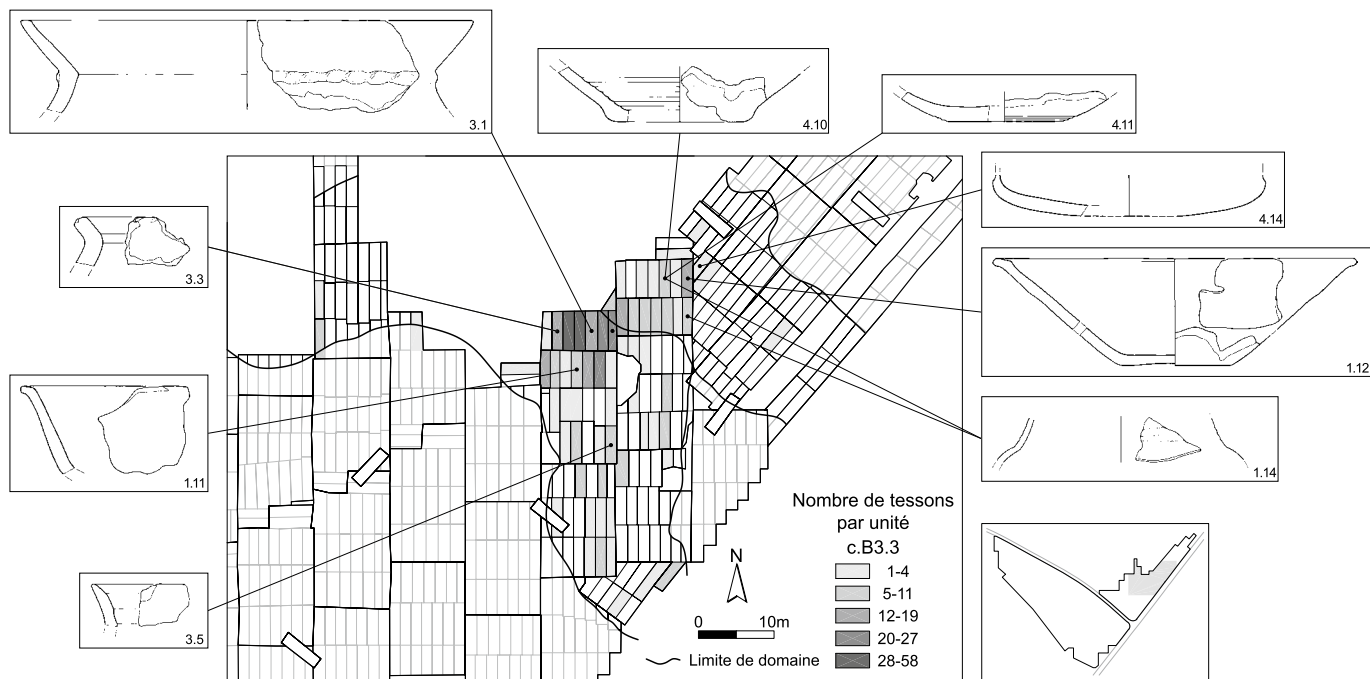 3.1
4.10
4.11
4.14
3.3
1.12
1.11
1.14
3.5
Nombre de tessons
par unité
c.B3.3
1-4
5-11
12-19
20-27
28-58
N
0 10m
Limite de domaine